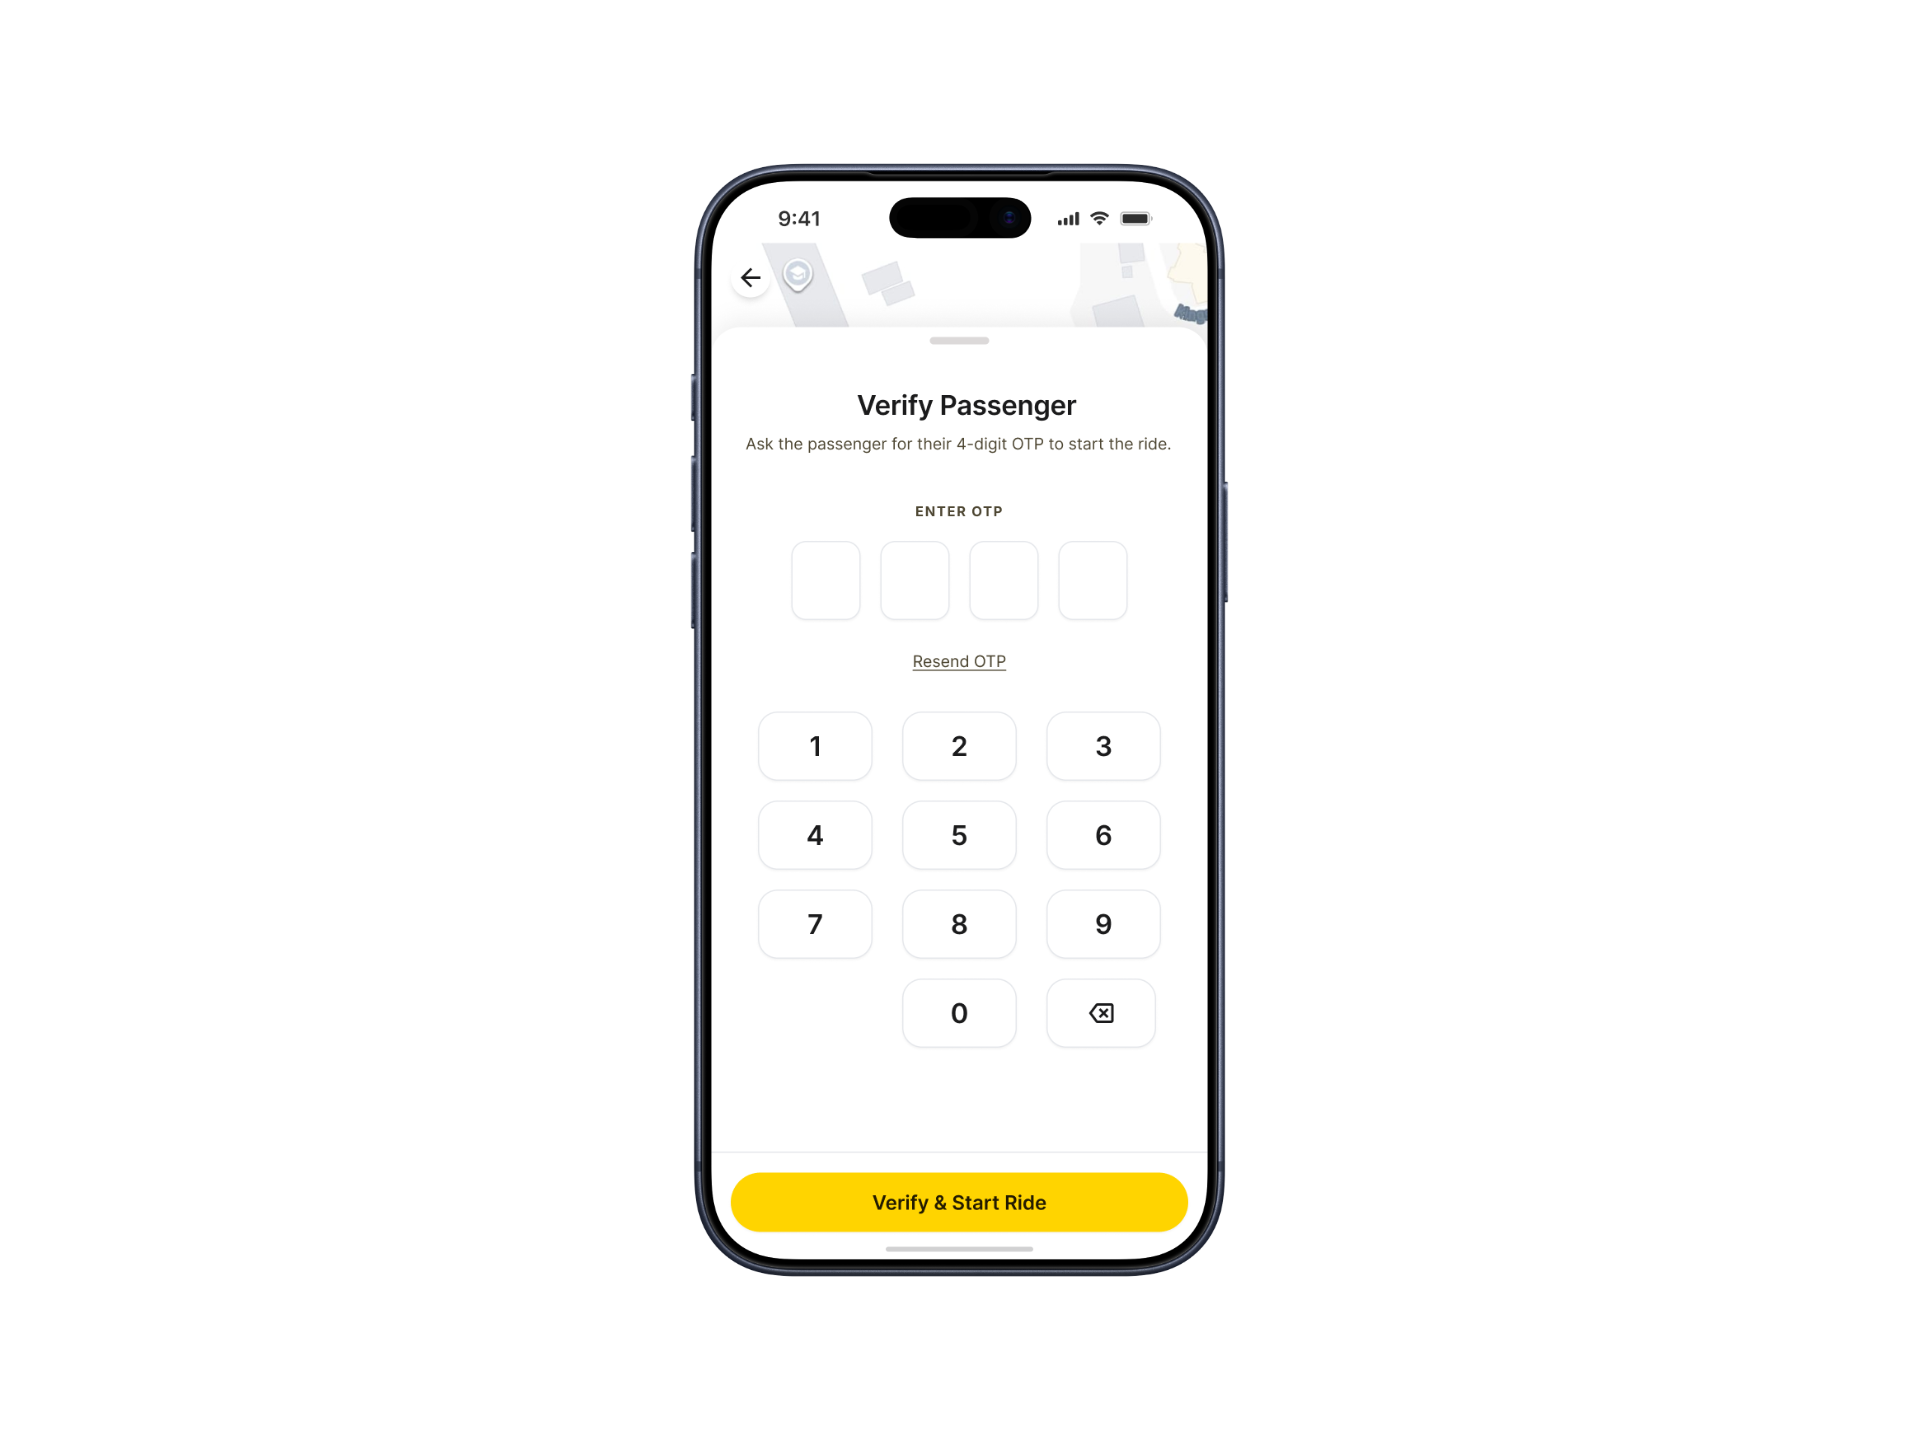 9:41
Verify Passenger
Ask the passenger for their 4-digit OTP to start the ride.
ENTER OTP
Resend OTP
1 2 3
4 5 6
7 8 9
0
Verify & Start Ride